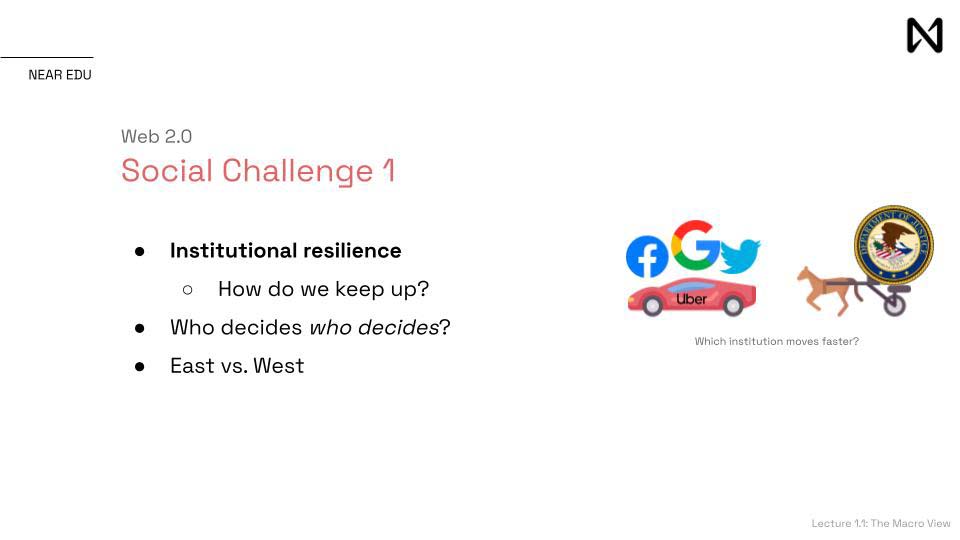 NEAR EDU
Web 2.0
Social Challenge 1
● Institutional resilience
○ How do we keep up?
● Who decides who decides?
● East vs. West
Uber
DEPARTMENT OF JUSTICE
Which institution moves faster?
Lecture 1.1: The Macro View